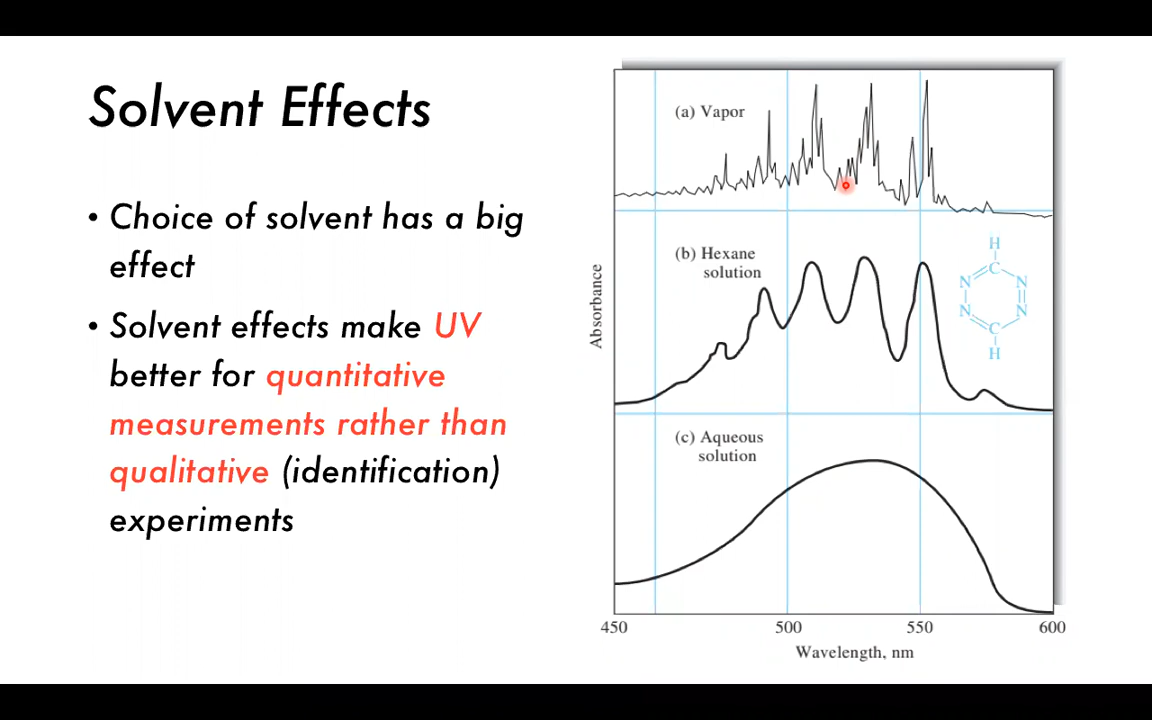 Solvent Effects
• Choice of solvent has a big
effect
• Solvent effects make UV
better for quantitative
measurements rather than
qualitative (identification)
experiments
(a) Vapor
(b) Hexane
solution
(c) Aqueous
solution
H
C
N N
N N
C
H
Absorbance
450 500 550 600
Wavelength, nm